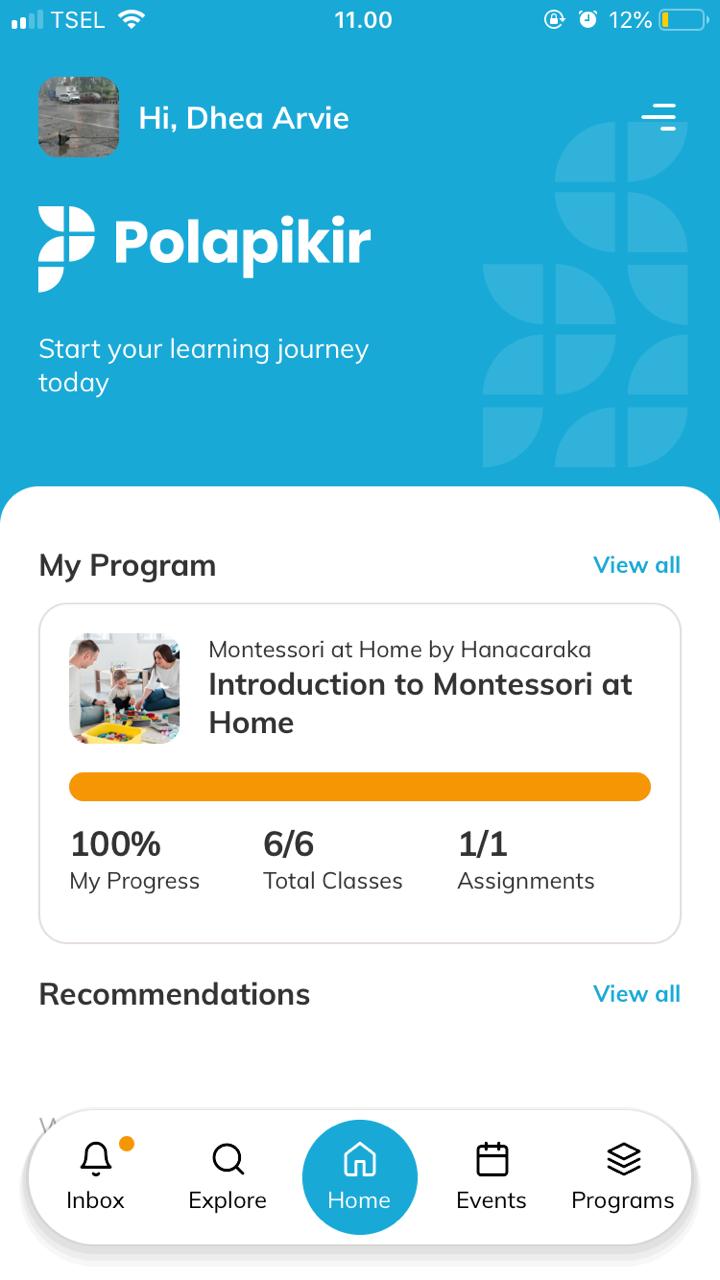 TSEL 11.00 12%
Hi, Dhea Arvie
Polapikir
Start your learning journey
today
My Program View all
Montessori at Home by Hanacaraka
Introduction to Montessori at
Home
100% 6/6 1/1
My Progress Total Classes Assignments
Recommendations View all
Inbox Explore Home Events Programs